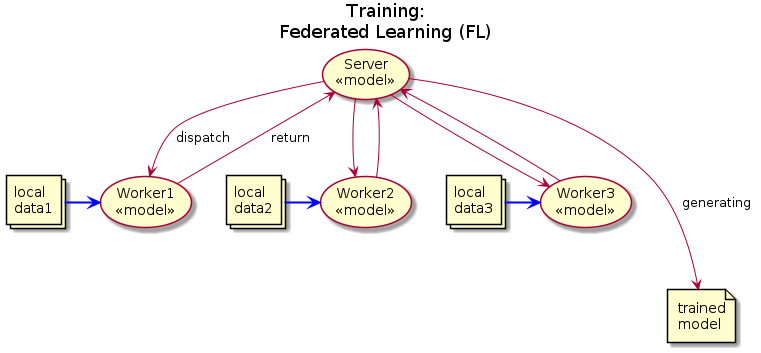 Training:
Federated Learning (FL)
Server
«model»
dispatch
return
local
data1
Worker1
«model»
local
data2
Worker2
«model»
local
data3
Worker3
«model»
generating
trained
model